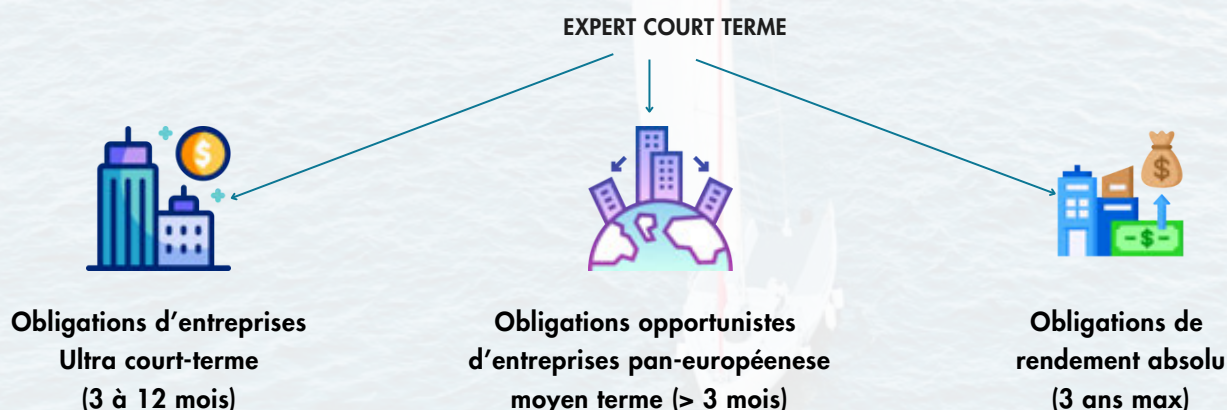 EXPERT COURT TERME
Obligations d'entreprises
Ultra court-terme
(3 à 12 mois)
Obligations opportunistes
d'entreprises pan-européenese
moyen terme (> 3 mois)
Obligations de
rendement absolu
(3 ans max)